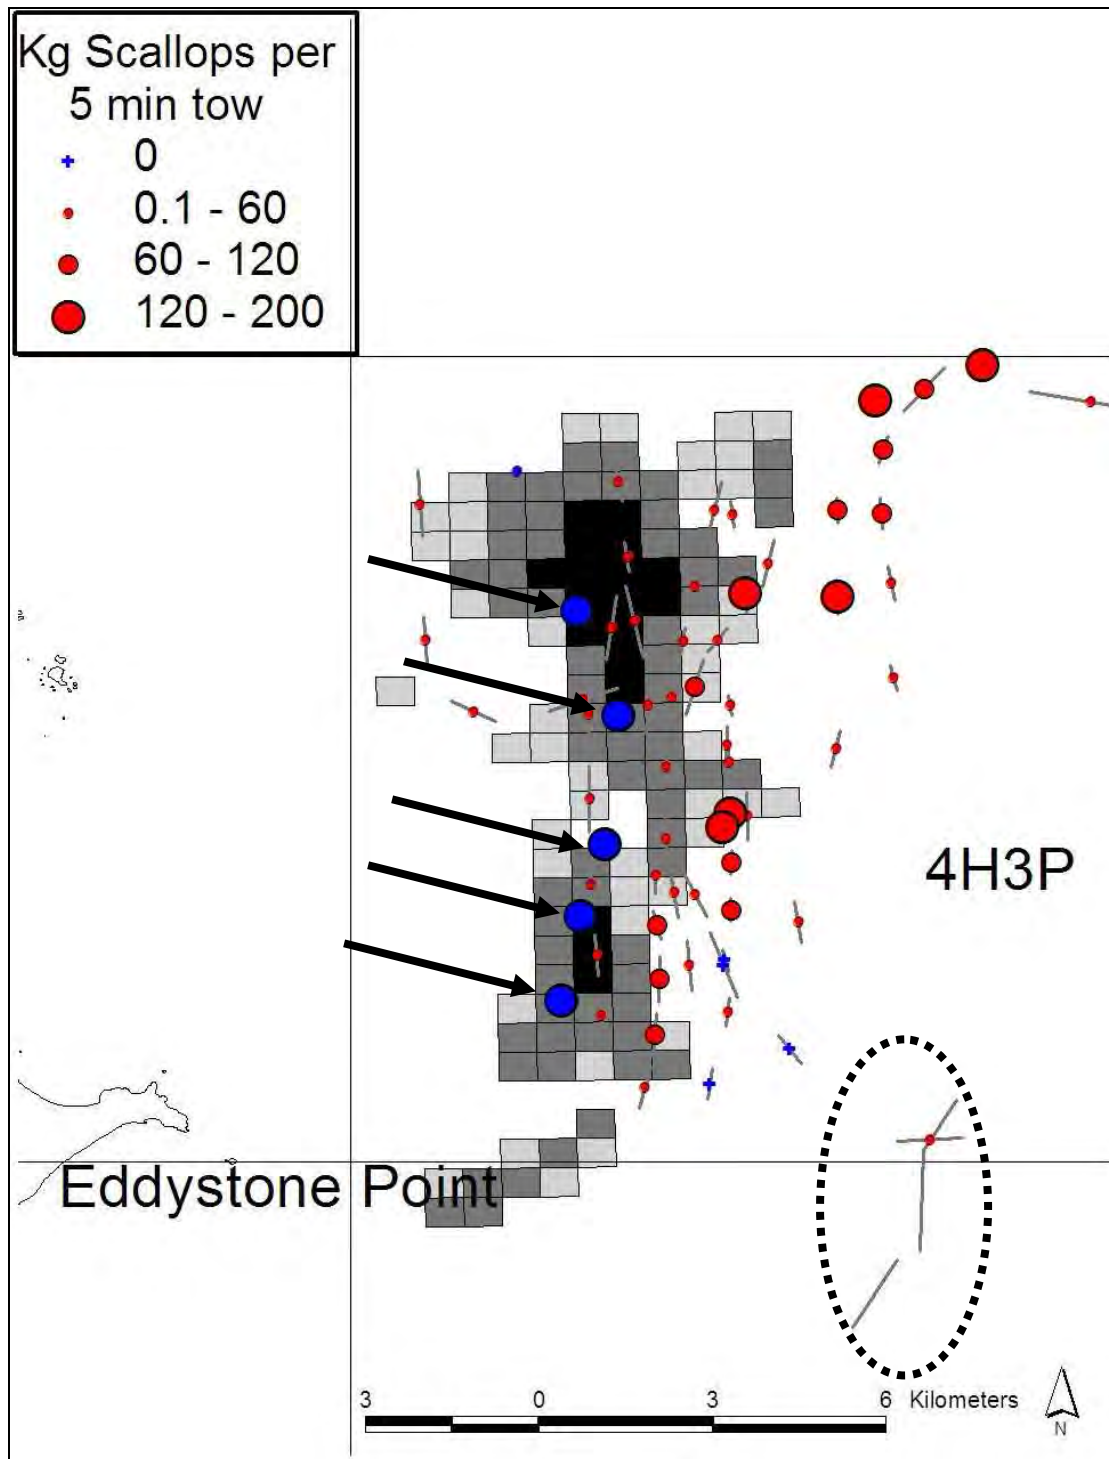 Kg Scallops per
5 min tow
0
0.1 - 60
60 - 120
120 - 200
4H3P
Eddystone Point
3 0 3 6 Kilometers
N